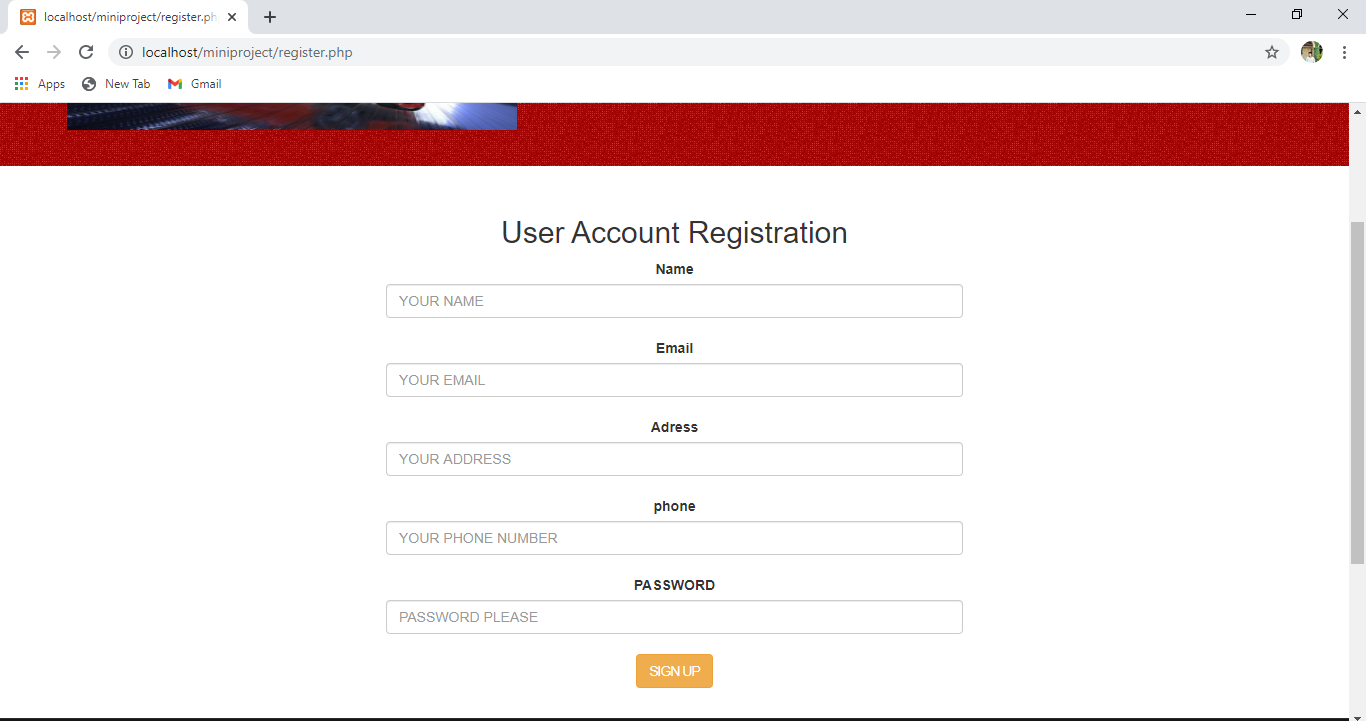 localhost/miniproject/register.ph
localhost/miniproject/register.php
Apps New Tab Gmail
User Account Registration
Name
YOUR NAME
Email
YOUR EMAIL
Adress
YOUR ADDRESS
phone
YOUR PHONE NUMBER
PASSWORD
PASSWORD PLEASE
SIGN UP